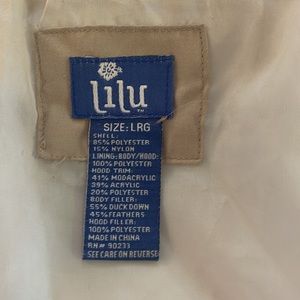 Lilu
™
SIZE: LRG
SHELL:
85% POLYESTER
15% NYLON
LINING: BODY/HOOD:
100% POLYESTER
HOOD TRIM:
41% MODACRYLIC
39% ACRYLIC
20% POLYESTER
BODY FILLER:
55% DUCK DOWN
45% FEATHERS
HOOD FILLER:
100% POLYESTER
MADE IN CHINA
RN# 90233
SEE CARE ON REVERSE